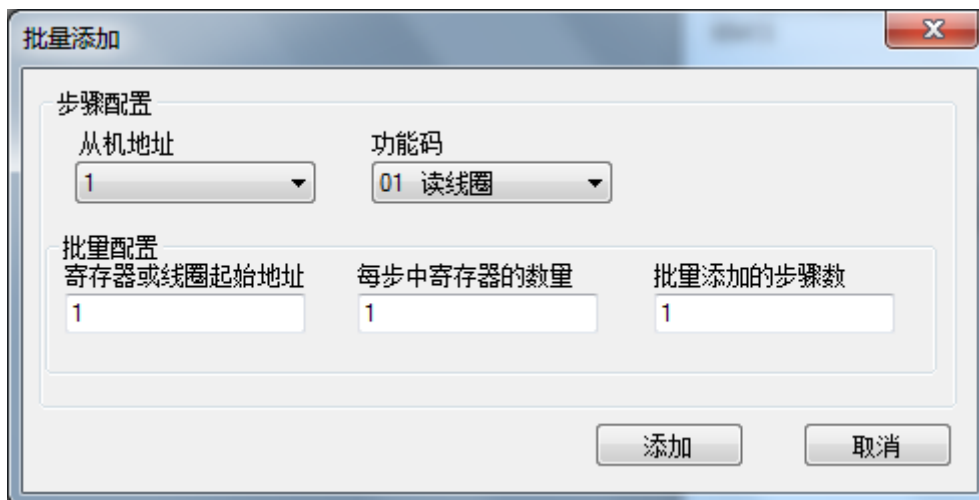 批量添加
步骤配置
从机地址 功能码
1 01 读线圈
批量配置
寄存器或线圈起始地址 每步中寄存器的数量 批量添加的步骤数
1 1 1
添加 取消